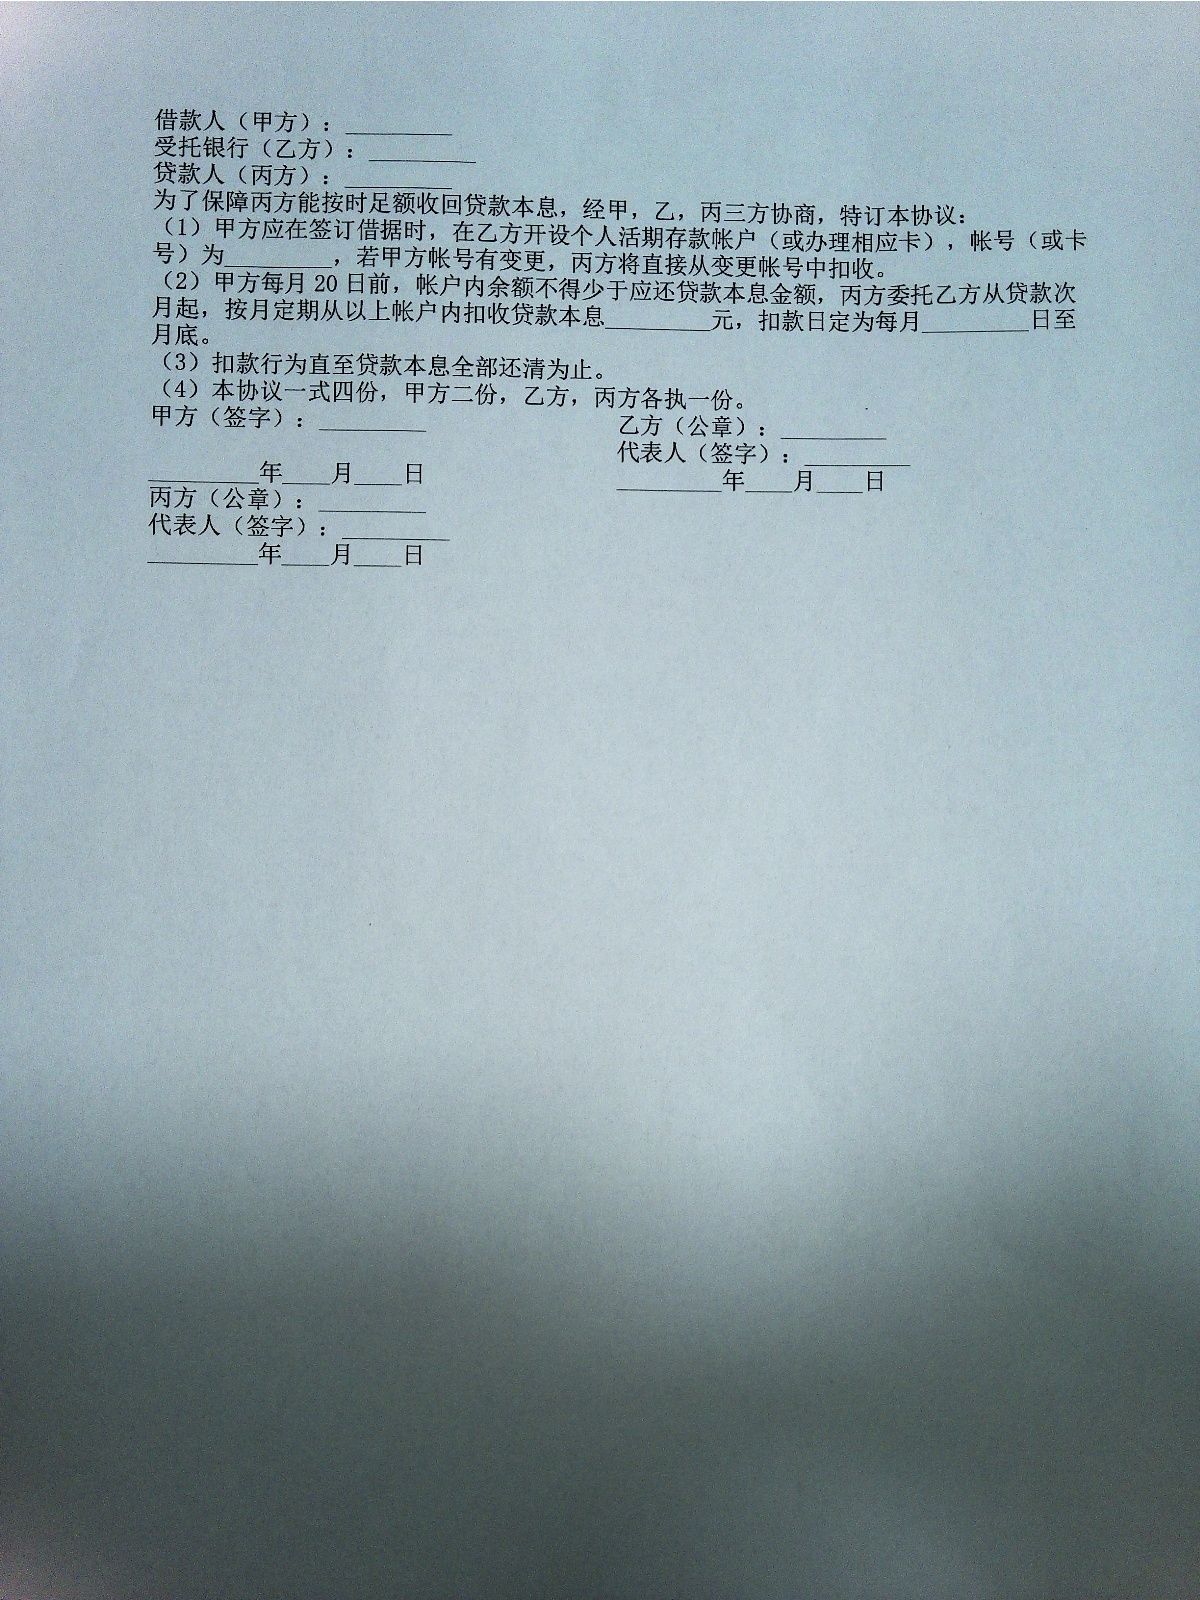 借款人（甲方）：_________
受托银行（乙方）：_________
贷款人（丙方）：_________
为了保障丙方能按时足额收回贷款本息，经甲，乙，丙三方协商，特订本协议：
（1）甲方应在签订借据时，在乙方开设个人活期存款帐户（或办理相应卡），帐号（或卡
号）为_________，若甲方帐号有变更，丙方将直接从变更帐号中扣收。
（2）甲方每月 20 日前，帐户内余额不得少于应还贷款本息金额，丙方委托乙方从贷款次
月起，按月定期从以上帐户内扣收贷款本息_________元，扣款日定为每月_________日至
月底。
（3）扣款行为直至贷款本息全部还清为止。
（4）本协议一式四份，甲方二份，乙方，丙方各执一份。
甲方（签字）：_________ 乙方（公章）：_________
代表人（签字）：_________
_________年____月____日 _________年____月____日
丙方（公章）：_________
代表人（签字）：_________
_________年____月____日